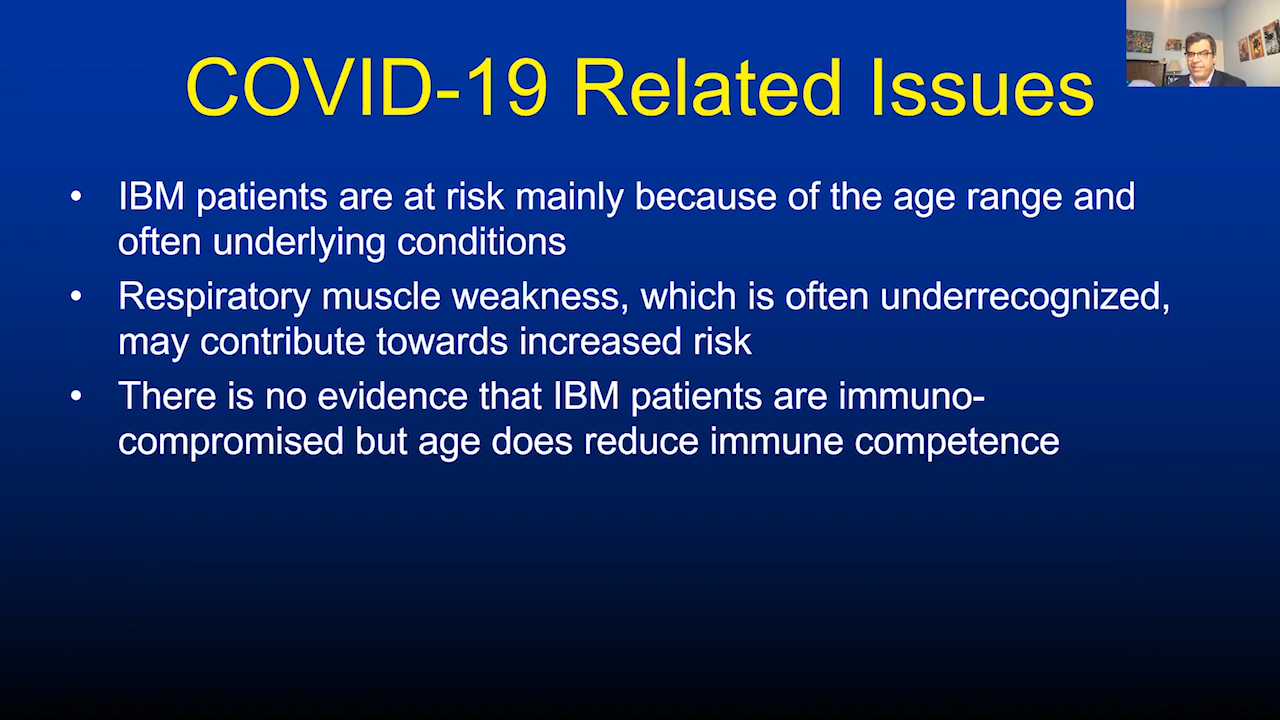 COVID-19 Related Issues
• IBM patients are at risk mainly because of the age range and
often underlying conditions
• Respiratory muscle weakness, which is often underrecognized,
may contribute towards increased risk
• There is no evidence that IBM patients are immuno-
compromised but age does reduce immune competence